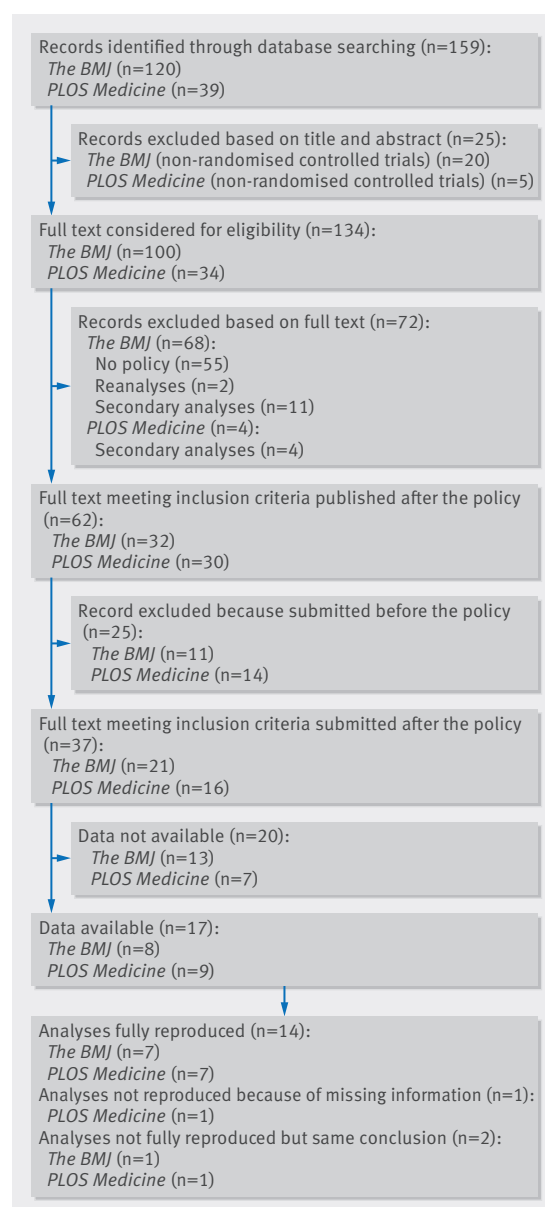 Records identified through database searching (n=159):
The BMJ (n=120)
PLOS Medicine (n=39)
Records excluded based on title and abstract (n=25):
The BMJ (non-randomised controlled trials) (n=20)
PLOS Medicine (non-randomised controlled trials) (n=5)
Full text considered for eligibility (n=134):
The BMJ (n=100)
PLOS Medicine (n=34)
Records excluded based on full text (n=72):
The BMJ (n=68):
No policy (n=55)
Reanalyses (n=2)
Secondary analyses (n=11)
PLOS Medicine (n=4):
Secondary analyses (n=4)
Full text meeting inclusion criteria published after the policy
(n=62):
The BMJ (n=32)
PLOS Medicine (n=30)
Record excluded because submitted before the policy
(n=25):
The BMJ (n=11)
PLOS Medicine (n=14)
Full text meeting inclusion criteria submitted after the policy
(n=37):
The BMJ (n=21)
PLOS Medicine (n=16)
Data not available (n=20):
The BMJ (n=13)
PLOS Medicine (n=7)
Data available (n=17):
The BMJ (n=8)
PLOS Medicine (n=9)
Analyses fully reproduced (n=14):
The BMJ (n=7)
PLOS Medicine (n=7)
Analyses not reproduced because of missing information (n=1):
PLOS Medicine (n=1)
Analyses not fully reproduced but same conclusion (n=2):
The BMJ (n=1)
PLOS Medicine (n=1)